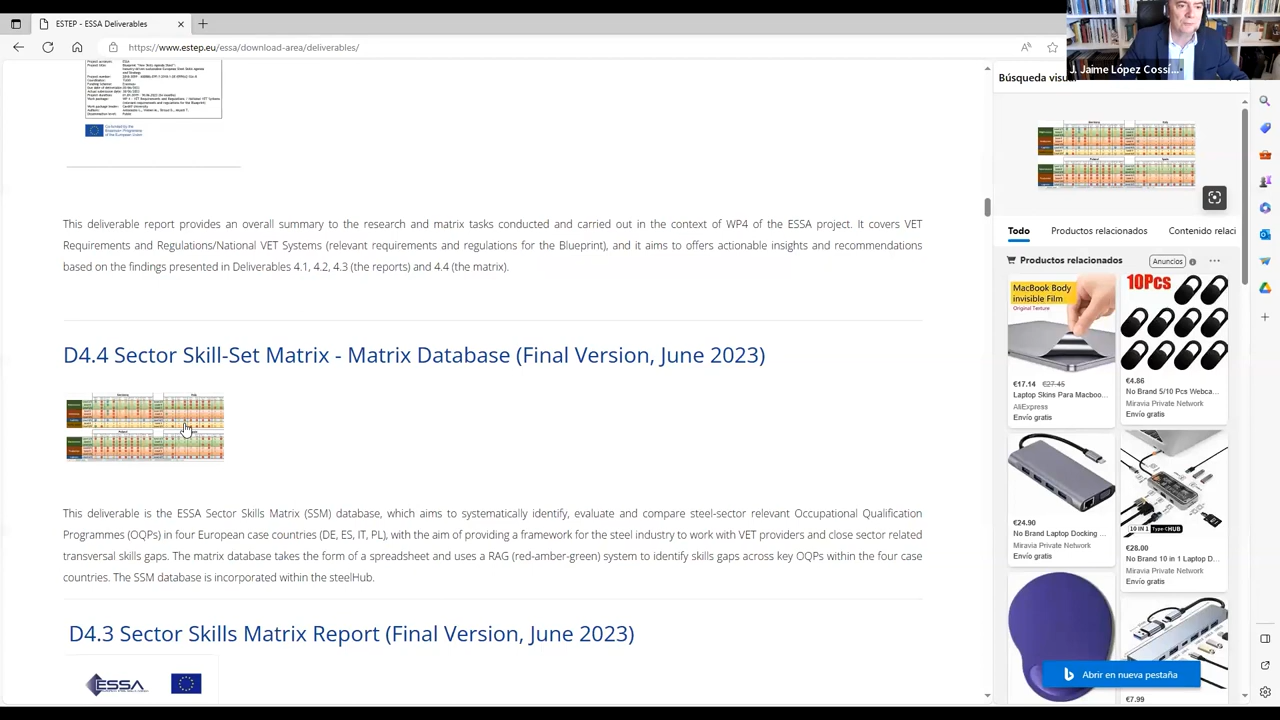 ESTEP - ESSA Deliverables
https://www.estep.eu/essa/download-area/deliverables/
J. Jaime López Cossí...
Búsqueda visu
This deliverable report provides an overall summary to the research and matrix tasks conducted and carried out in the context of WP4 of the ESSA project. It covers VET
Requirements and Regulations/National VET Systems (relevant requirements and regulations for the Blueprint), and it aims to offers actionable insights and recommendations
based on the findings presented in Deliverables 4.1, 4.2, 4.3 (the reports) and 4.4 (the matrix).
D4.4 Sector Skill-Set Matrix - Matrix Database (Final Version, June 2023)
This deliverable is the ESSA Sector Skills Matrix (SSM) database, which aims to systematically identify, evaluate and compare steel-sector relevant Occupational Qualification
Programmes (OQPs) in four European case countries (DE, ES, IT, PL), with the aim of providing a framework for the steel industry to work with VET providers and close sector related
transversal skills gaps. The matrix database takes the form of a spreadsheet and uses a RAG (red-amber-green) system to identify skills gaps across key OQPs within the four case
countries. The SSM database is incorporated within the steelHub.
D4.3 Sector Skills Matrix Report (Final Version, June 2023)
ESSA
Todo Productos relacionados Contenido relaci
Productos relacionados Anuncios
MacBook Body
invisible Film
Original Texture
€17.14 €27.45
Laptop Skins Para Macboo...
AliExpress
Envío gratis
10Pcs
€4.86
No Brand 5/10 Pcs Webca...
Miravia Private Network
Envío gratis
€24.90
No Brand Laptop Docking ...
Miravia Private Network
Envío gratis
10 IN 1 Type C HUB
€28.00
No Brand 10 in 1 Laptop D...
Miravia Private Network
Envío gratis
Abrir en nueva pestaña
€7.99